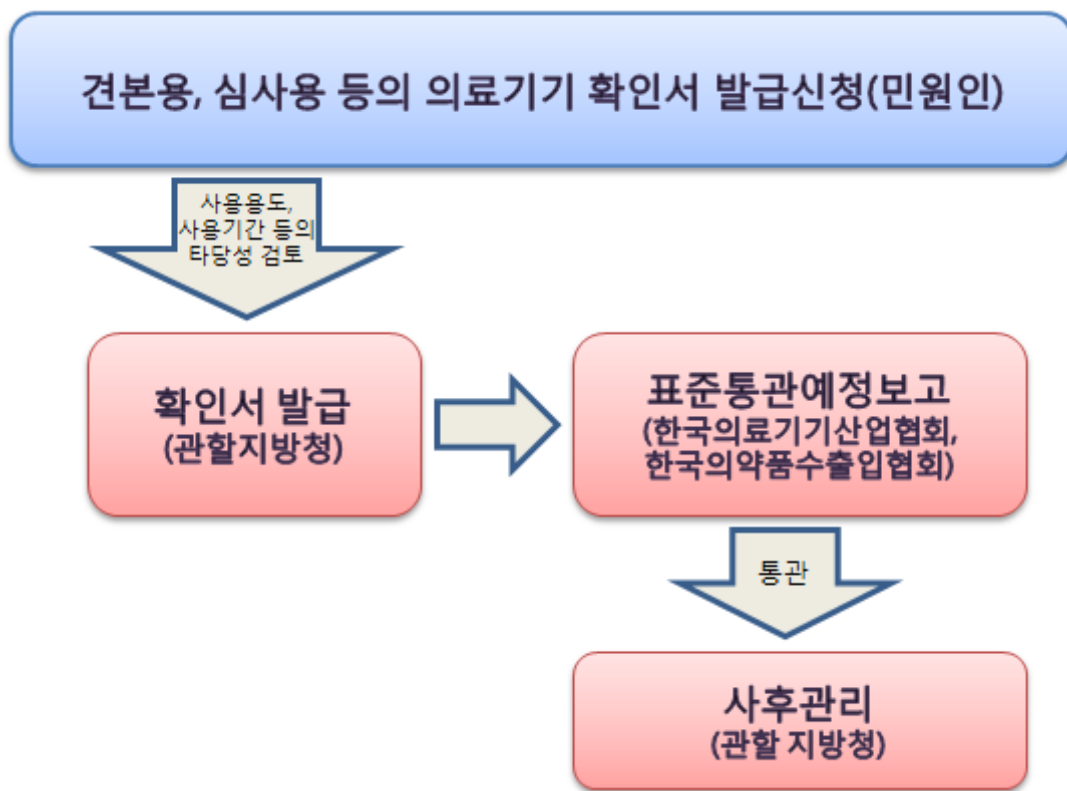 견본용, 심사용 등의 의료기기 확인서 발급신청(민원인)
사용용도,
사용기간 등의
타당성 검토
확인서 발급
(관할지방청)
표준통관예정보고
(한국의료기기산업협회,
한국의약품수출입협회)
통관
사후관리
(관할 지방청)